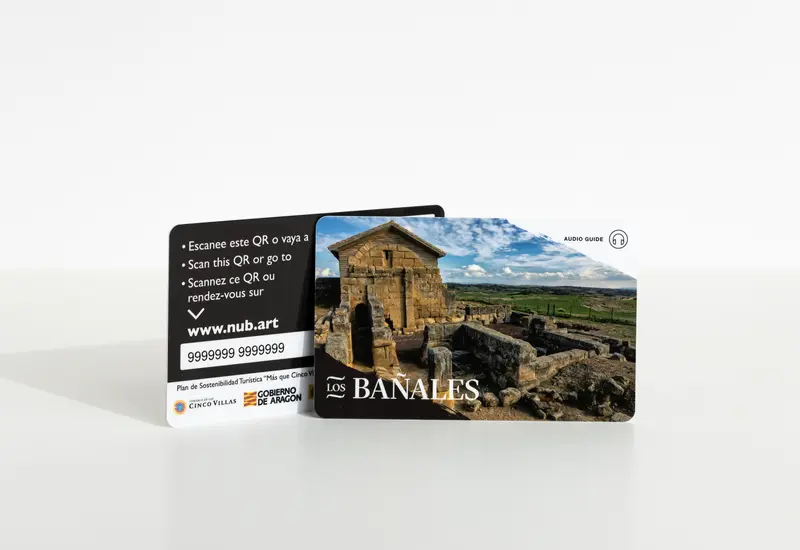 • Escanee este QR o vaya a
• Scan this QR or go to
• Scannez ce QR ou
rendez-vous sur
www.nub.art
9999999 9999999
Plan de Sostenibilidad Turística "Más que Cinco Vi
CINCO VILLAS
GOBIERNO
DE ARAGON
AUDIO GUIDE
LOS BAÑALES